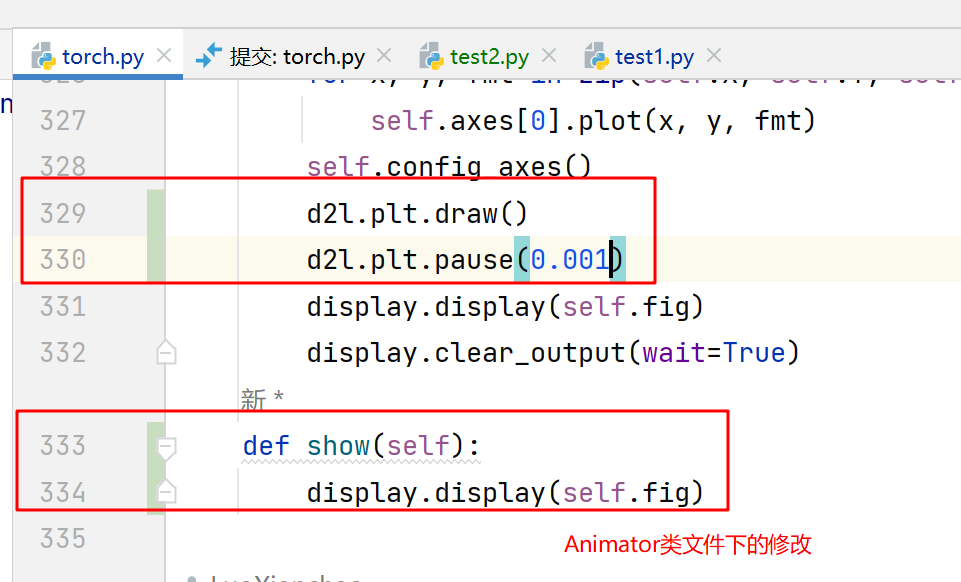 torch.py 提交: torch.py test2.py test1.py
n
327 self.axes[0].plot(x, y, fmt)
328 self.config_axes()
329 d2l.plt.draw()
330 d2l.plt.pause(0.001)
331 display.display(self.fig)
332 display.clear_output(wait=True)
新 *
333 def show(self):
334 display.display(self.fig)
335
Animator类文件下的修改